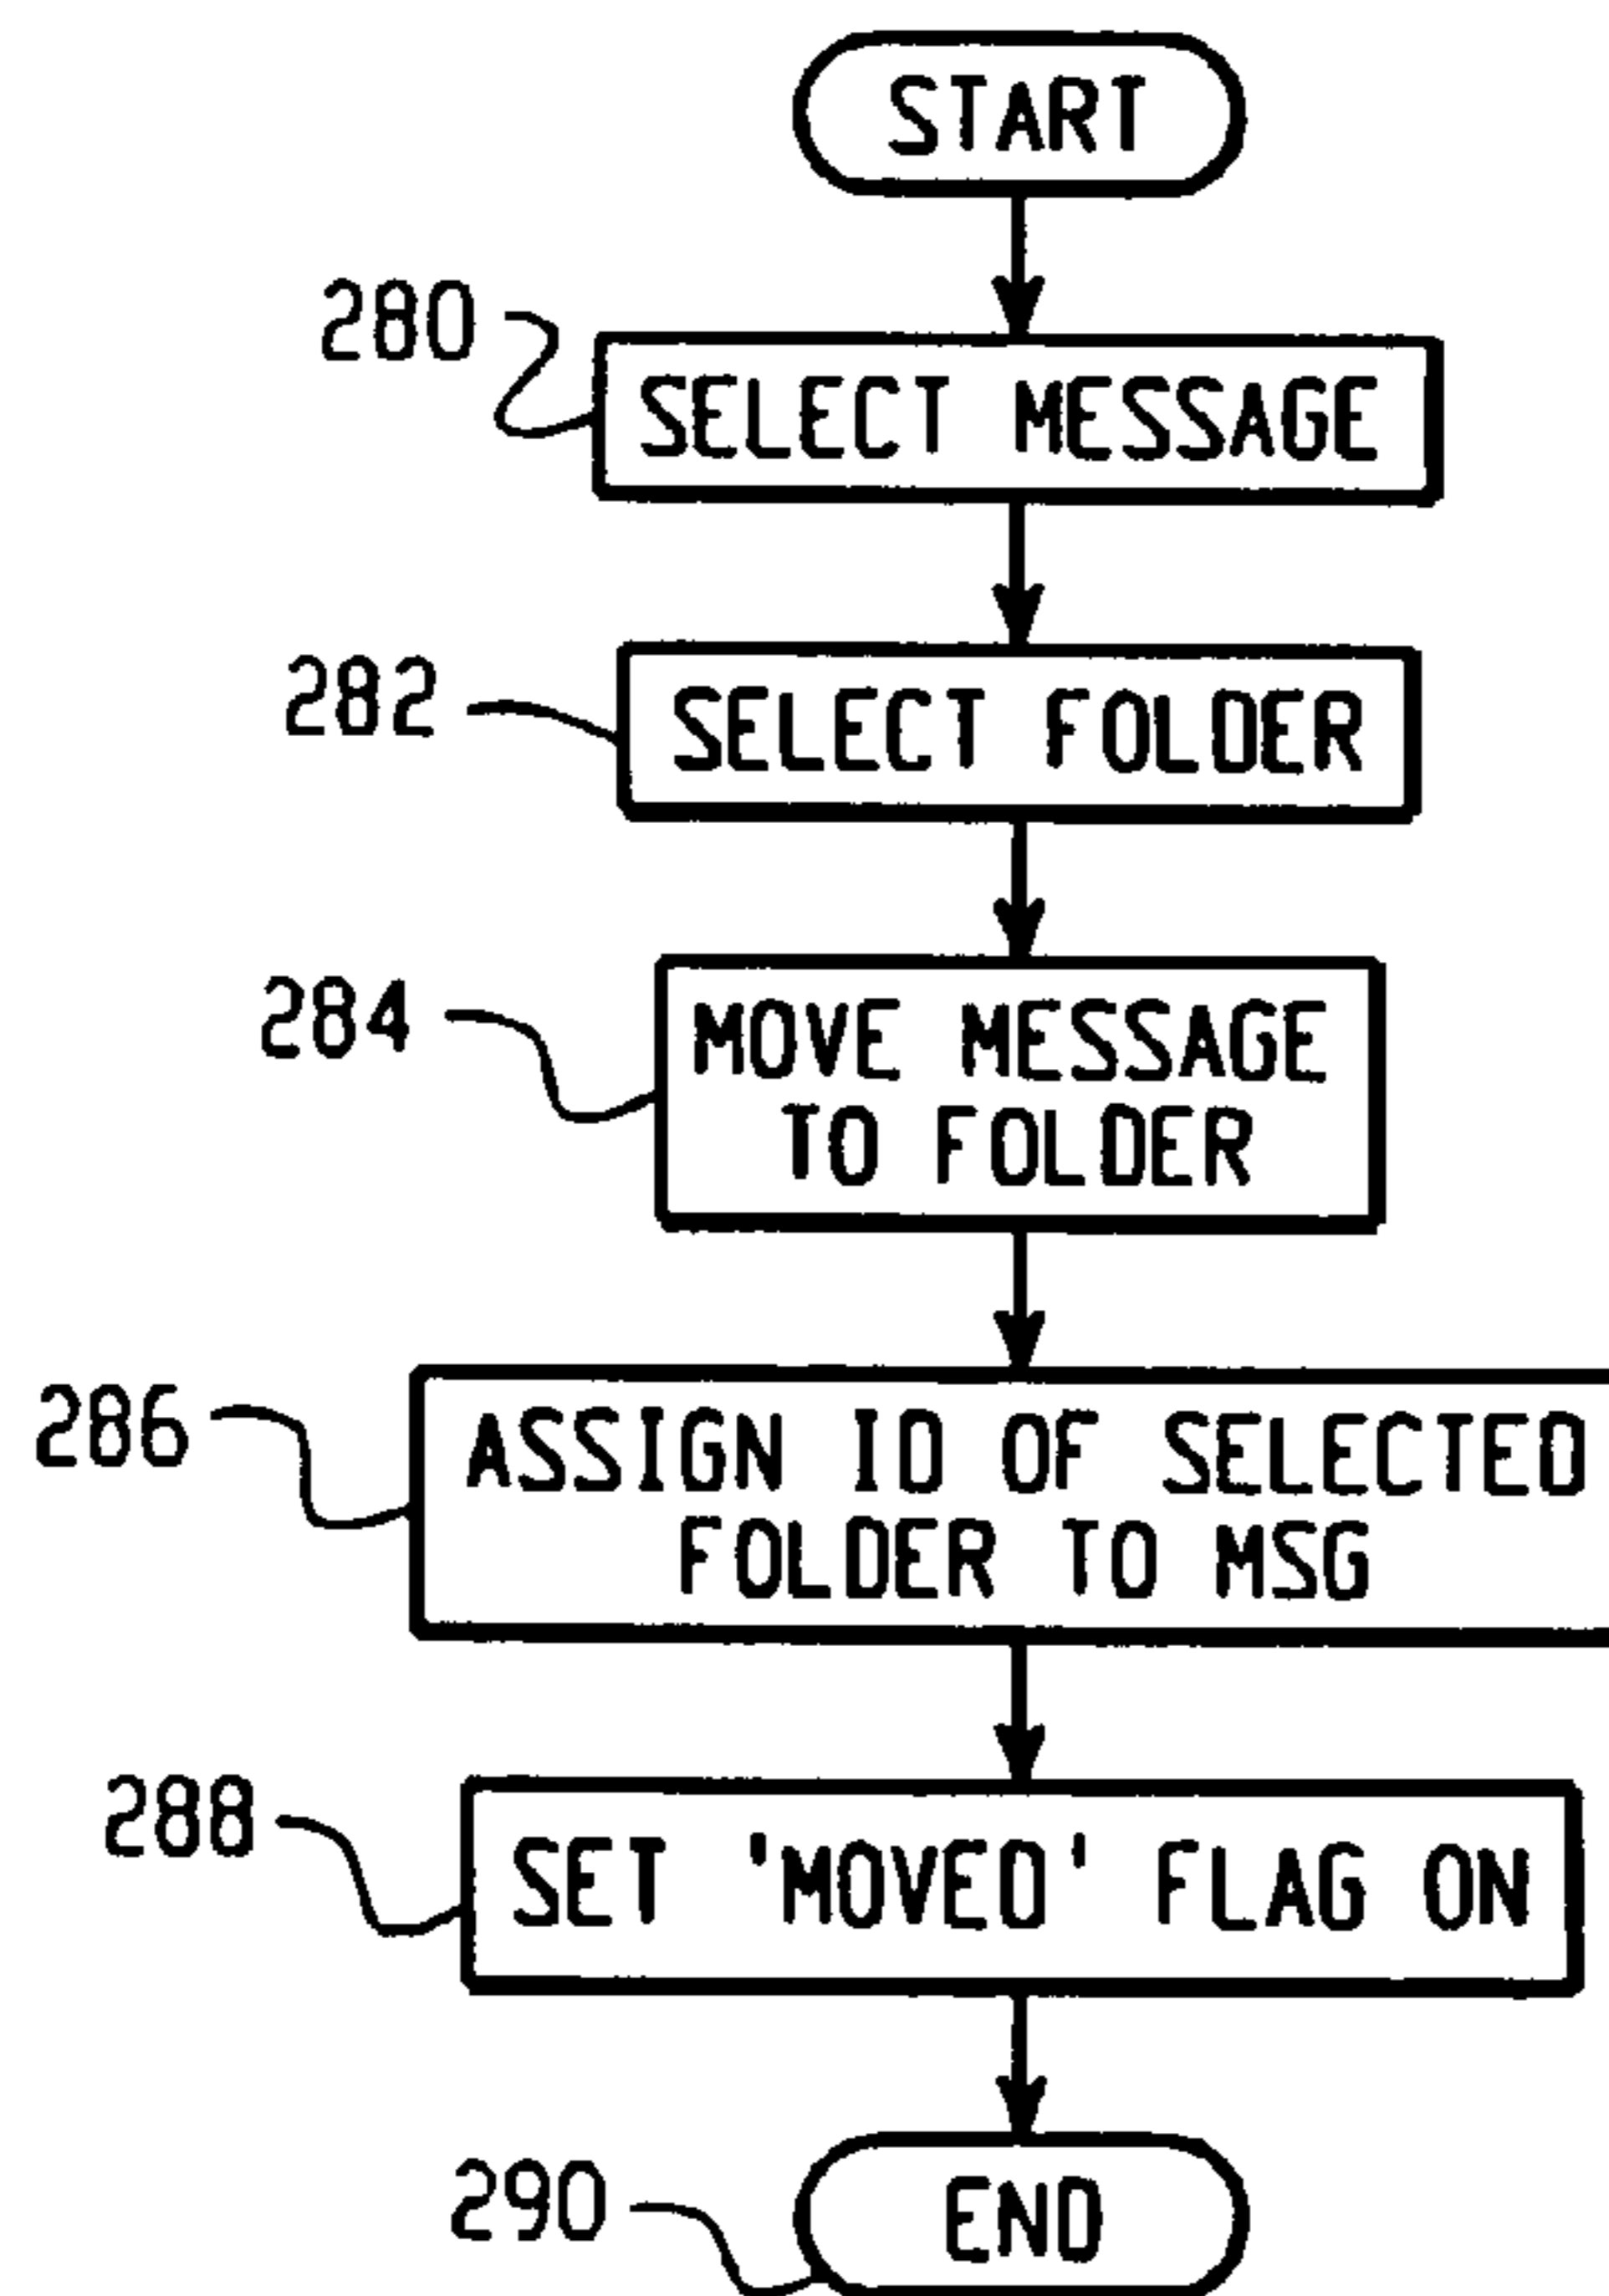 START
280
SELECT MESSAGE
282
SELECT FOLDER
284
MOVE MESSAGE
TO FOLDER
286
ASSIGN ID OF SELECTED
FOLDER TO MSG
288
SET 'MOVED' FLAG ON
290
END